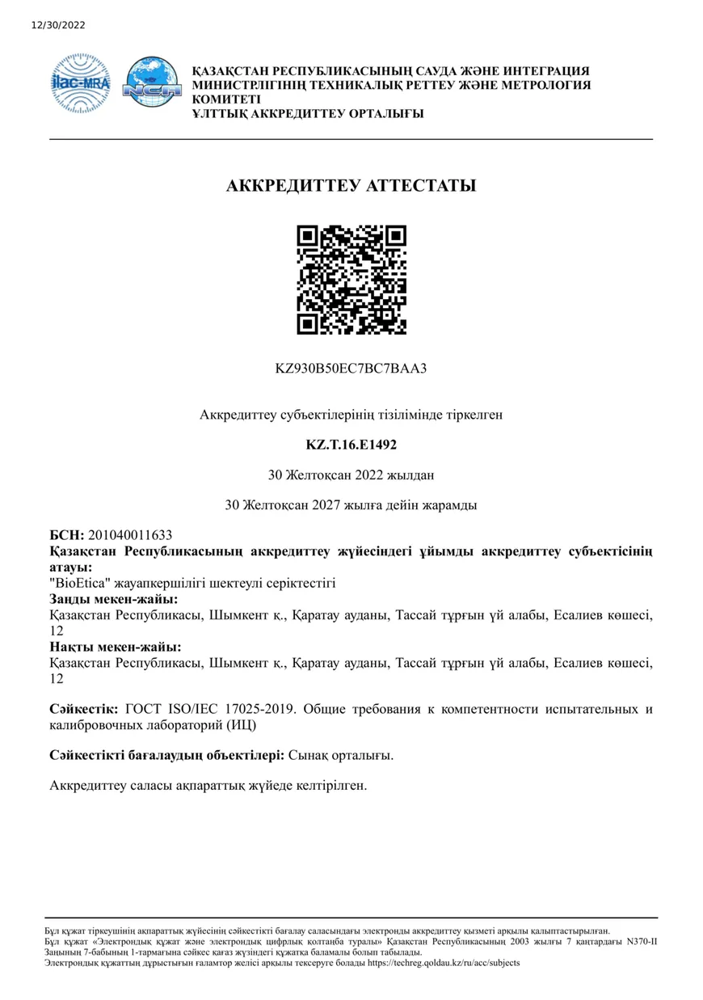 12/30/2022
ilac-MRA
NCA
ҚАЗАҚСТАН РЕСПУБЛИКАСЫНЫҢ САУДА ЖӘНЕ ИНТЕГРАЦИЯ
МИНИСТРЛІГІНІҢ ТЕХНИКАЛЫҚ РЕТТЕУ ЖӘНЕ МЕТРОЛОГИЯ
КОМИТЕТІ
ҰЛТТЫҚ АККРЕДИТТЕУ ОРТАЛЫҒЫ
АККРЕДИТТЕУ АТТЕСТАТЫ
KZ930B50EC7BC7BAA3
Аккредиттеу субъектілерінің тізілімінде тіркелген
KZ.T.16.E1492
30 Желтоқсан 2022 жылдан
30 Желтоқсан 2027 жылға дейін жарамды
БСН: 201040011633
Қазақстан Республикасының аккредиттеу жүйесіндегі ұйымды аккредиттеу субъектісінің
атауы:
"BioEtica" жауапкершілігі шектеулі серіктестігі
Заңды мекен-жайы:
Қазақстан Республикасы, Шымкент қ., Қаратау ауданы, Тассай тұрғын үй алабы, Есалиев көшесі,
12
Нақты мекен-жайы:
Қазақстан Республикасы, Шымкент қ., Қаратау ауданы, Тассай тұрғын үй алабы, Есалиев көшесі,
12
Сәйкестік: ГОСТ ISO/IEC 17025-2019. Общие требования к компетентности испытательных и
калибровочных лабораторий (ИЦ)
Сәйкестікті бағалаудың объектілері: Сынақ орталығы.
Аккредиттеу саласы ақпараттық жүйеде келтірілген.
Бұл құжат тіркеушінің ақпараттық жүйесінің сәйкестікті бағалау саласындағы электронды аккредиттеу қызметі арқылы қалыптастырылған.
Бұл құжат «Электрондық құжат және электрондық цифрлық қолтаңба туралы» Қазақстан Республикасының 2003 жылғы 7 қаңтардағы N370-II
Заңының 7-бабының 1-тармағына сәйкес қағаз жүзіндегі құжатқа баламалы болып табылады.
Электрондық құжаттың дұрыстығын ғаламтор желісі арқылы тексеруге болады https://techreg.qoldau.kz/ru/acc/subjects